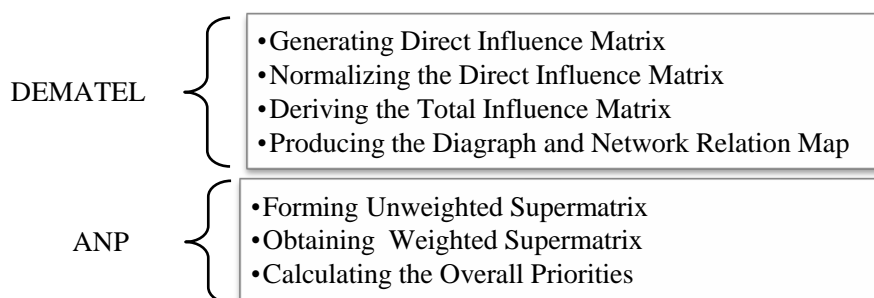 DEMATEL
•Generating Direct Influence Matrix
•Normalizing the Direct Influence Matrix
•Deriving the Total Influence Matrix
•Producing the Diagraph and Network Relation Map
ANP
•Forming Unweighted Supermatrix
•Obtaining  Weighted Supermatrix
•Calculating the Overall Priorities